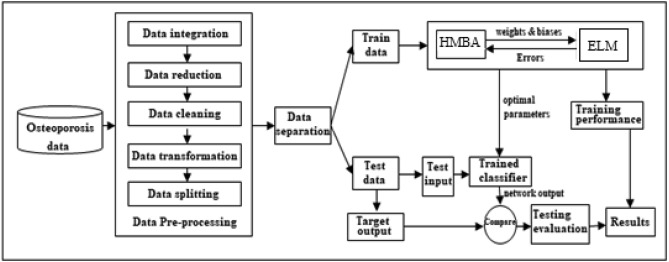 Osteoporosis
data
Data integration
Data reduction
Data cleaning
Data transformation
Data splitting
Data Pre-processing
Data
separation
Train
data
HMBA
weights & biases
Errors
ELM
optimal
parameters
Training
performance
Test
data
Test
input
Trained
classifier
network output
Target
output
Compare
Testing
evaluation
Results